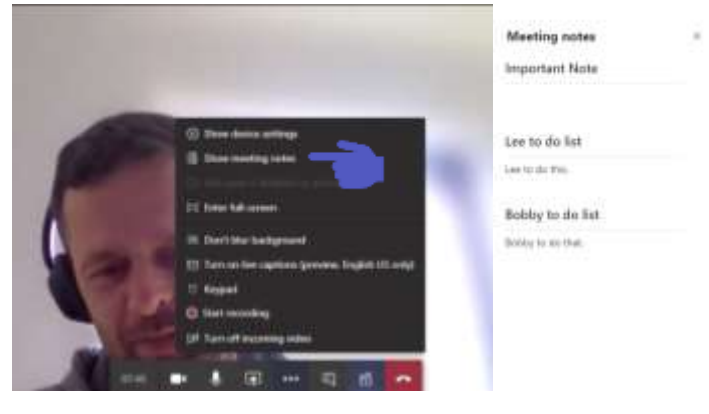 Show device settings
Show meeting notes
Enter full screen
Don't blur background
Turn on live captions (preview, English US only)
Keypad
Start recording
Turn off incoming video
Meeting notes
Important Note
Lee to do list
Lee to do this.
Bobby to do list
Bobby to do that.